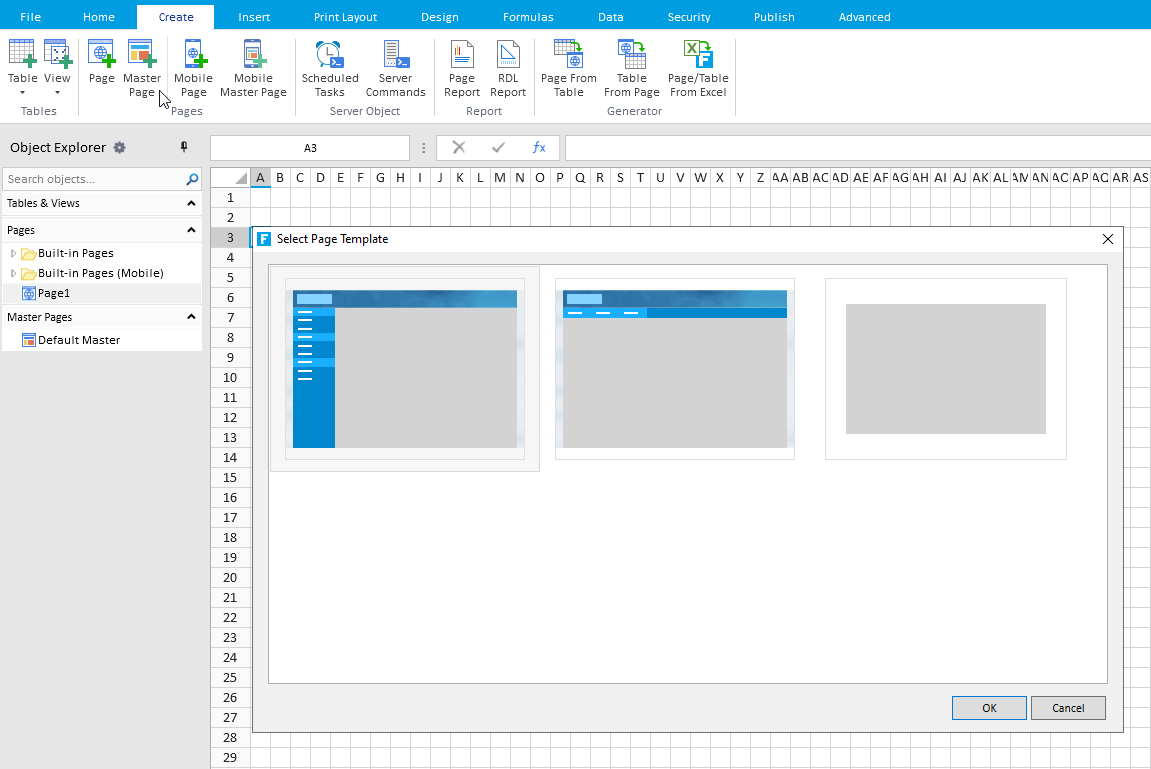 File Home Create Insert Print Layout Design Formulas Data Security Publish Advanced
Table View Page Master Page Mobile Page Mobile Master Page Scheduled Tasks Server Commands Page Report RDL Report Page From Table Table From Page Page/Table From Excel
Tables Pages Server Object Report Generator
Object Explorer
A3
fx
Search objects...
A B C D E F G H I J K L M N O P Q R S T U V W X Y Z AA AB AC AD AE AF AG AH AI AJ AK AL AM AN AO AP AQ AR AS
Tables & Views
Pages
Built-in Pages
Built-in Pages (Mobile)
Page1
Master Pages
Default Master
1
2
3
4
5
6
7
8
9
10
11
12
13
14
15
16
17
18
19
20
21
22
23
24
25
26
27
28
29
F Select Page Template
OK Cancel